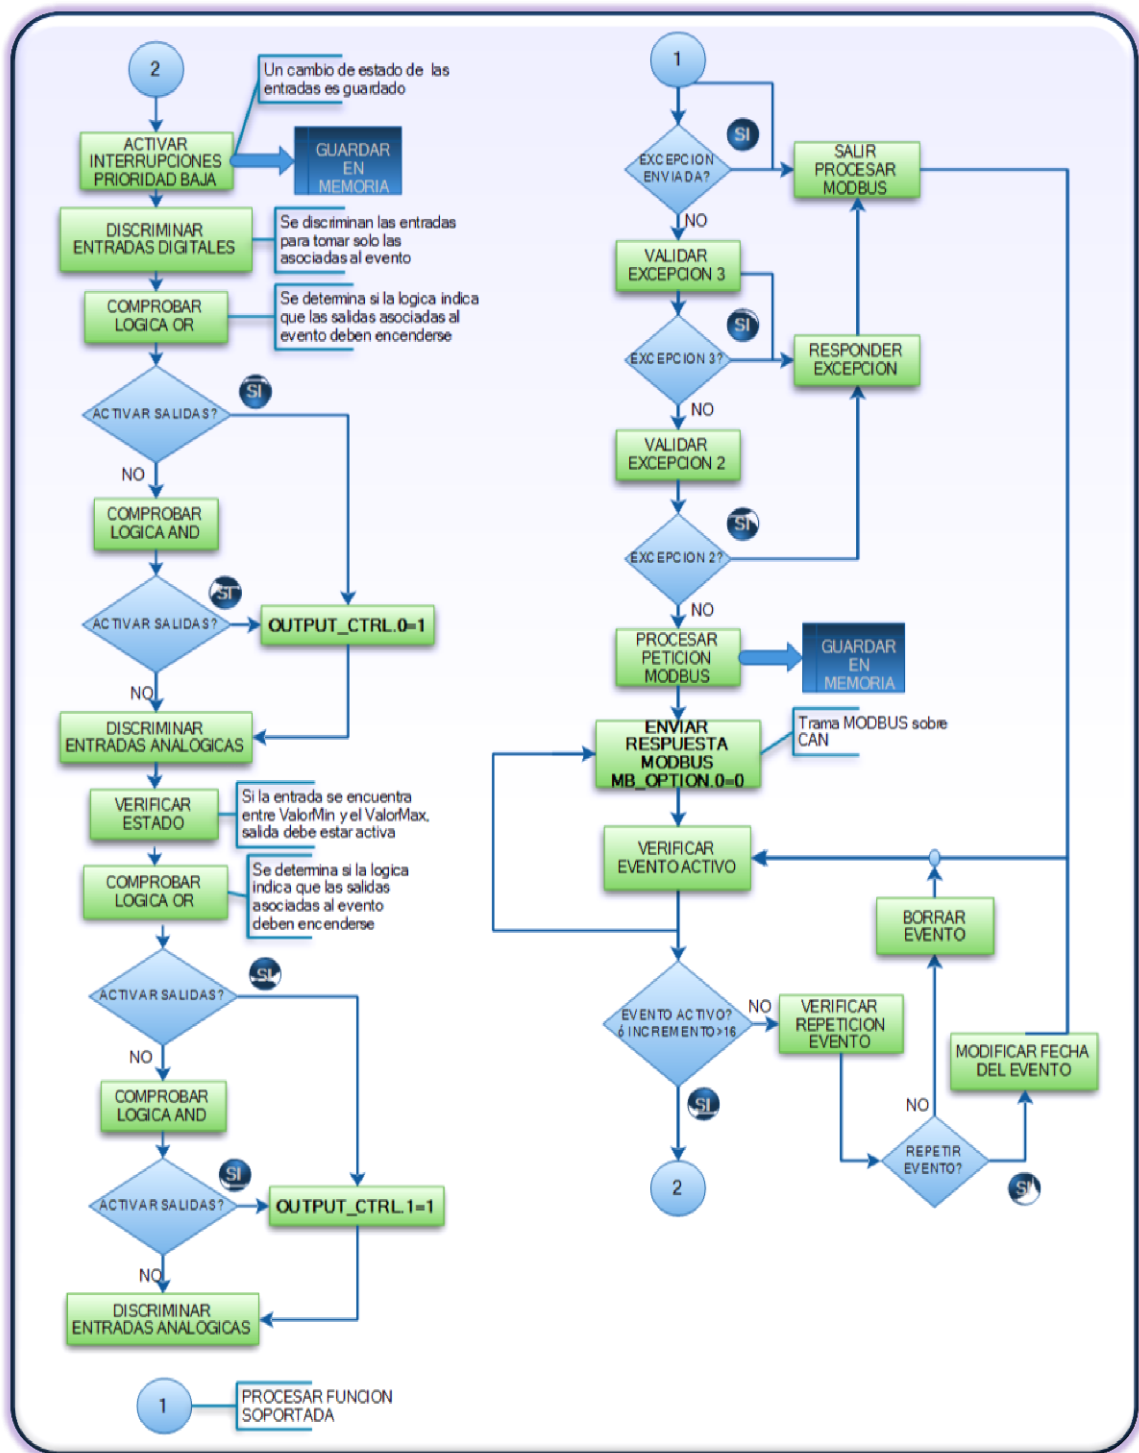 2
Un cambio de estado de las
entradas es guardado
ACTIVAR
INTERRUPCIONES
PRIORIDAD BAJA
GUARDAR
EN
MEMORIA
DISCRIMINAR
ENTRADAS DIGITALES
Se discriminan las entradas
para tomar solo las
asociadas al evento
COMPROBAR
LOGICA OR
Se determina si la logica indica
que las salidas asociadas al
evento deben encenderse
ACTIVAR SALIDAS?
SI
NO
COMPROBAR
LOGICA AND
ACTIVAR SALIDAS?
SI
OUTPUT_CTRL.0=1
NO
DISCRIMINAR
ENTRADAS ANALOGICAS
VERIFICAR
ESTADO
Si la entrada se encuentra
entre ValorMin y el ValorMax,
salida debe estar activa
COMPROBAR
LOGICA OR
Se determina si la logica
indica que las salidas
asociadas al evento
deben encenderse
ACTIVAR SALIDAS?
SI
NO
COMPROBAR
LOGICA AND
ACTIVAR SALIDAS?
SI
OUTPUT_CTRL.1=1
NO
DISCRIMINAR
ENTRADAS ANALOGICAS
1
PROCESAR FUNCION
SOPORTADA
1
EXCEPCION
ENVIADA?
SI
SALIR
PROCESAR
MODBUS
NO
VALIDAR
EXCEPCION 3
EXCEPCION 3?
SI
RESPONDER
EXCEPCION
NO
VALIDAR
EXCEPCION 2
EXCEPCION 2?
SI
NO
PROCESAR
PETICION
MODBUS
GUARDAR
EN
MEMORIA
ENVIAR
RESPUESTA
MODBUS
MB_OPTION.0=0
Trama MODBUS sobre
CAN
VERIFICAR
EVENTO ACTIVO
BORRAR
EVENTO
EVENTO ACTIVO?
ó INCREMENTO>16
NO
VERIFICAR
REPETICION
EVENTO
MODIFICAR FECHA
DEL EVENTO
SI
NO
REPETIR
EVENTO?
SI
2